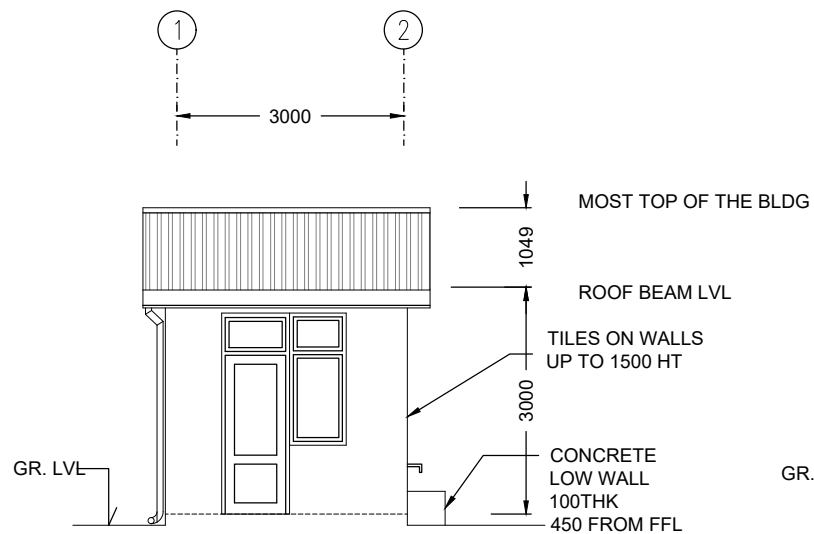 1
2
3000
MOST TOP OF THE BLDG
1049
ROOF BEAM LVL
TILES ON WALLS
UP TO 1500 HT
3000
GR. LVL
CONCRETE
LOW WALL
100THK
450 FROM FFL
GR.